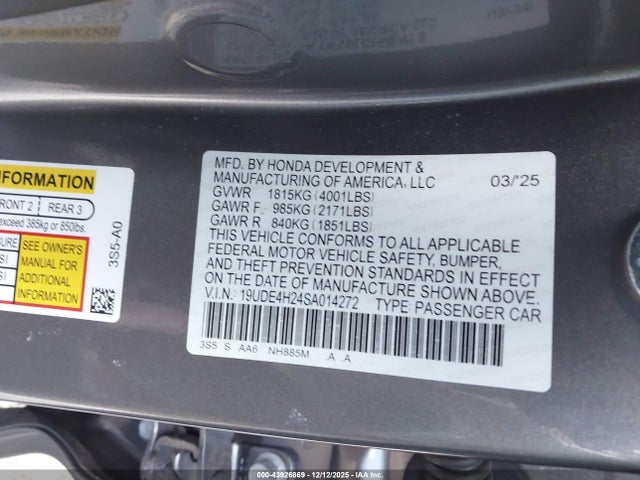 INFORMATION
FRONT 2 REAR 3
exceed 385kg or 850lbs.
SEE OWNER'S
MANUAL FOR
ADDITIONAL
INFORMATION
3S5-A0
MFD. BY HONDA DEVELOPMENT &
MANUFACTURING OF AMERICA, LLC 03/'25
GVWR 1815KG(4001LBS)
GAWR F. 985KG(2171LBS)
GAWR R 840KG(1851LBS)
THIS VEHICLE CONFORMS TO ALL APPLICABLE
FEDERAL MOTOR VEHICLE SAFETY, BUMPER,
AND THEFT PREVENTION STANDARDS IN EFFECT
ON THE DATE OF MANUFACTURE SHOWN ABOVE.
V.I.N.: 19UDE4H24SA014272 TYPE: PASSENGER CAR
3S5 S AA6 NH885M .A .A
000-43926869 - 12/12/2025 - IAA Inc.